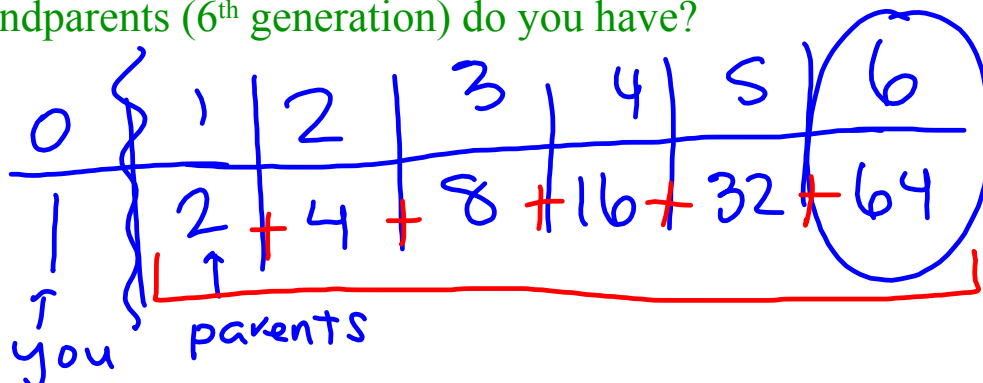 ndparents (6th generation) do you have?
0 1 2 3 4 5 6
1 2 + 4 + 8 + 16 + 32 + 64
↑ ↑
you parents